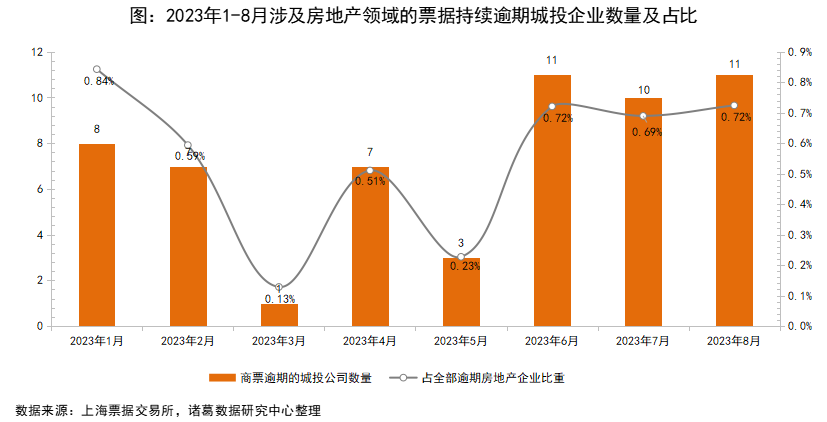 图：2023年1-8月涉及房地产领域的票据持续逾期城投企业数量及占比
12
10
8
6
4
2
0
0.9%
0.8%
0.7%
0.6%
0.5%
0.4%
0.3%
0.2%
0.1%
0.0%
8
7
1
7
3
11
10
11
0.84%
0.59%
0.13%
0.51%
0.23%
0.72%
0.69%
0.72%
2023年1月
2023年2月
2023年3月
2023年4月
2023年5月
2023年6月
2023年7月
2023年8月
商票逾期的城投公司数量
占全部逾期房地产企业比重
数据来源：上海票据交易所，诸葛数据研究中心整理